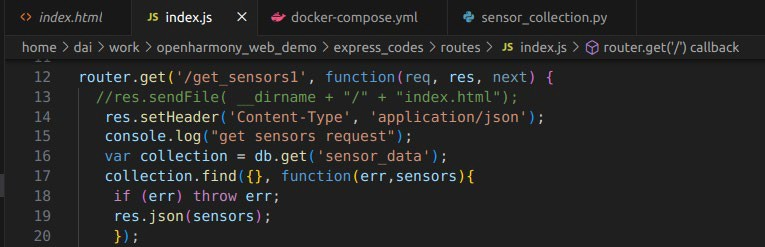 index.html
JS index.js ×
docker-compose.yml
sensor_collection.py
home > dai > work > openharmony_web_demo > express_codes > routes > JS index.js > router.get('/') callback
12 router.get('/get_sensors1', function(req, res, next) {
13 //res.sendFile( __dirname + "/" + "index.html");
14 res.setHeader('Content-Type', 'application/json');
15 console.log("get sensors request");
16 var collection = db.get('sensor_data');
17 collection.find({}, function(err,sensors){
18 if (err) throw err;
19 res.json(sensors);
20 });